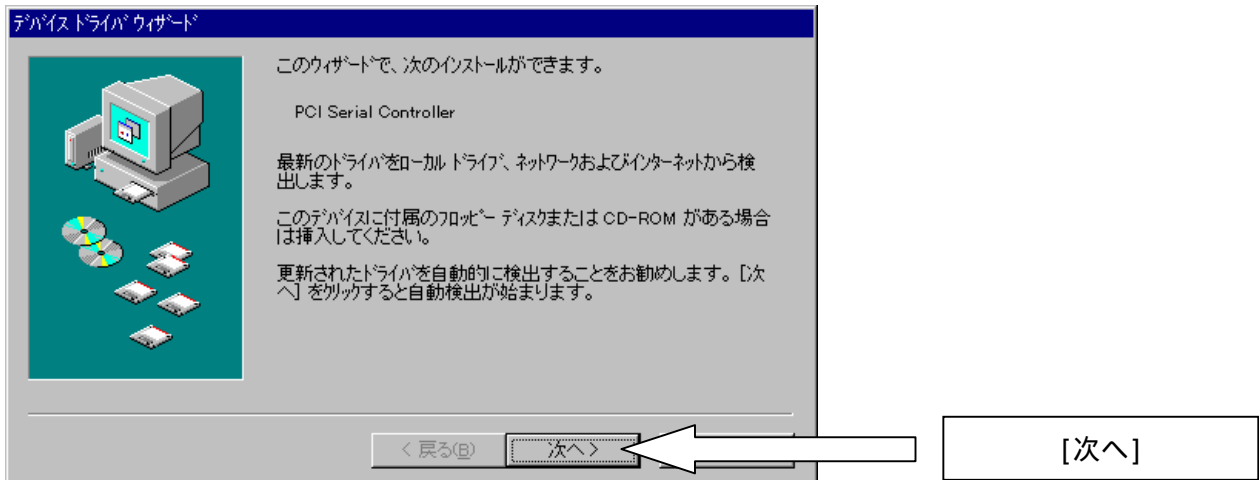 デバイス ドライバ ウィザード
このウィザードで、次のインストールができます。
PCI Serial Controller
最新のドライバをローカル ドライブ、ネットワークおよびインターネットから検
出します。
このデバイスに付属のフロッピー ディスクまたは CD-ROM がある場合
は挿入してください。
更新されたドライバを自動的に検出することをお勧めします。[次
へ] をクリックすると自動検出が始まります。
< 戻る(B)
次へ >
[次へ]